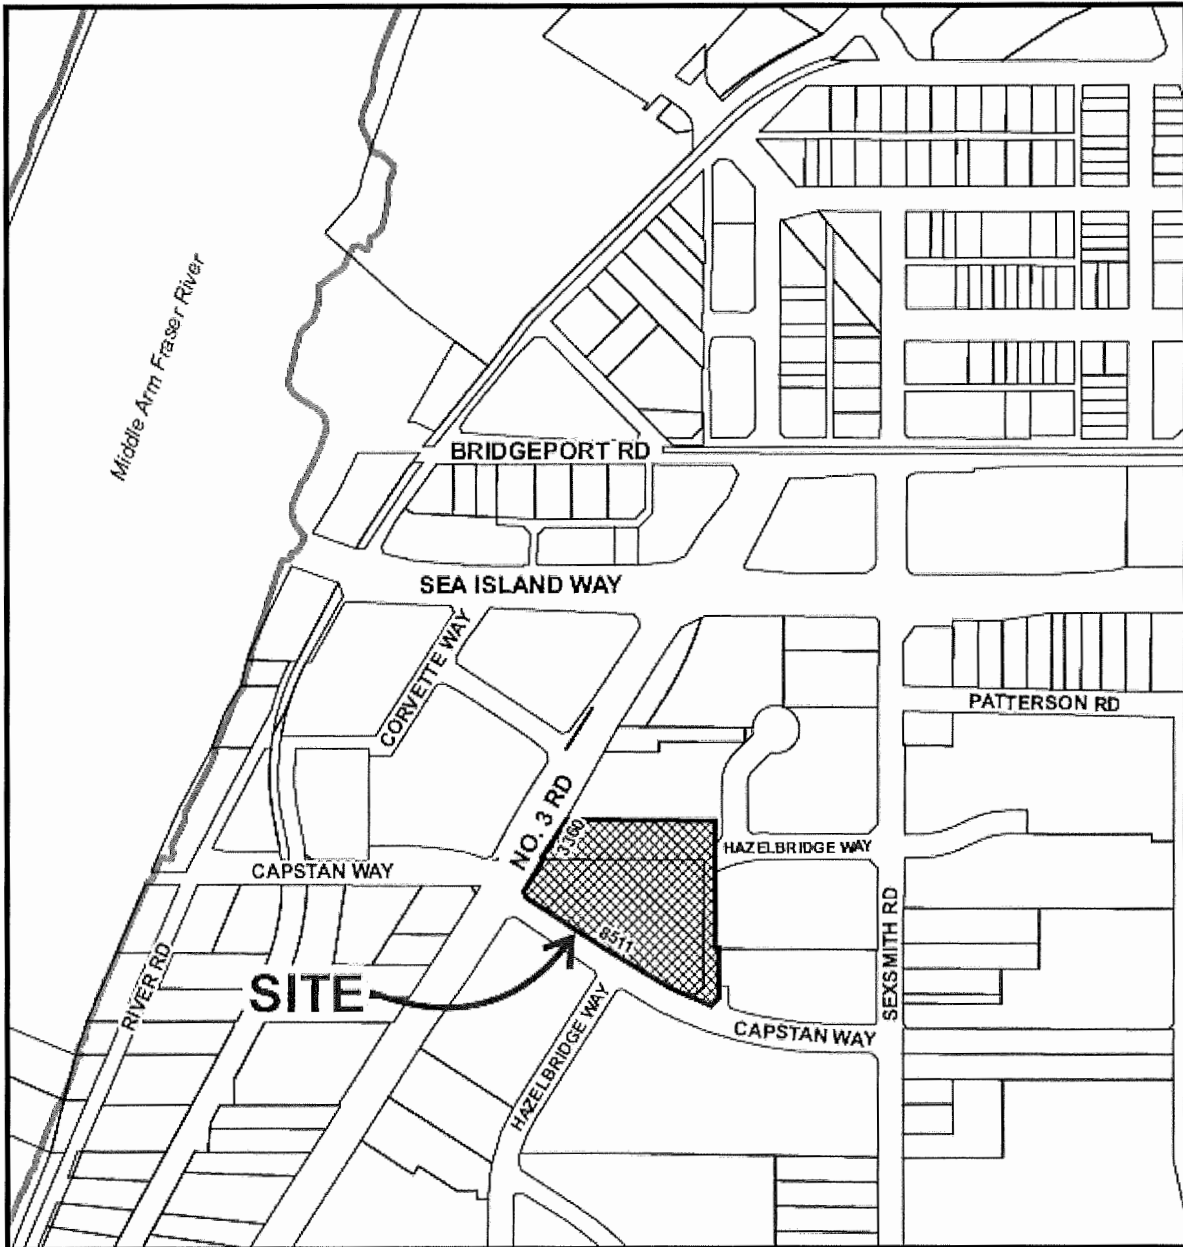 Middle Arm Fraser River
BRIDGEPORT RD
SEA ISLAND WAY
CORVETTE WAY
PATTERSON RD
NO. 3 RD
3360
HAZELBRIDGE WAY
CAPSTAN WAY
8511
SEXSMITH RD
RIVER RD
SITE
HAZELBRIDGE WAY
CAPSTAN WAY